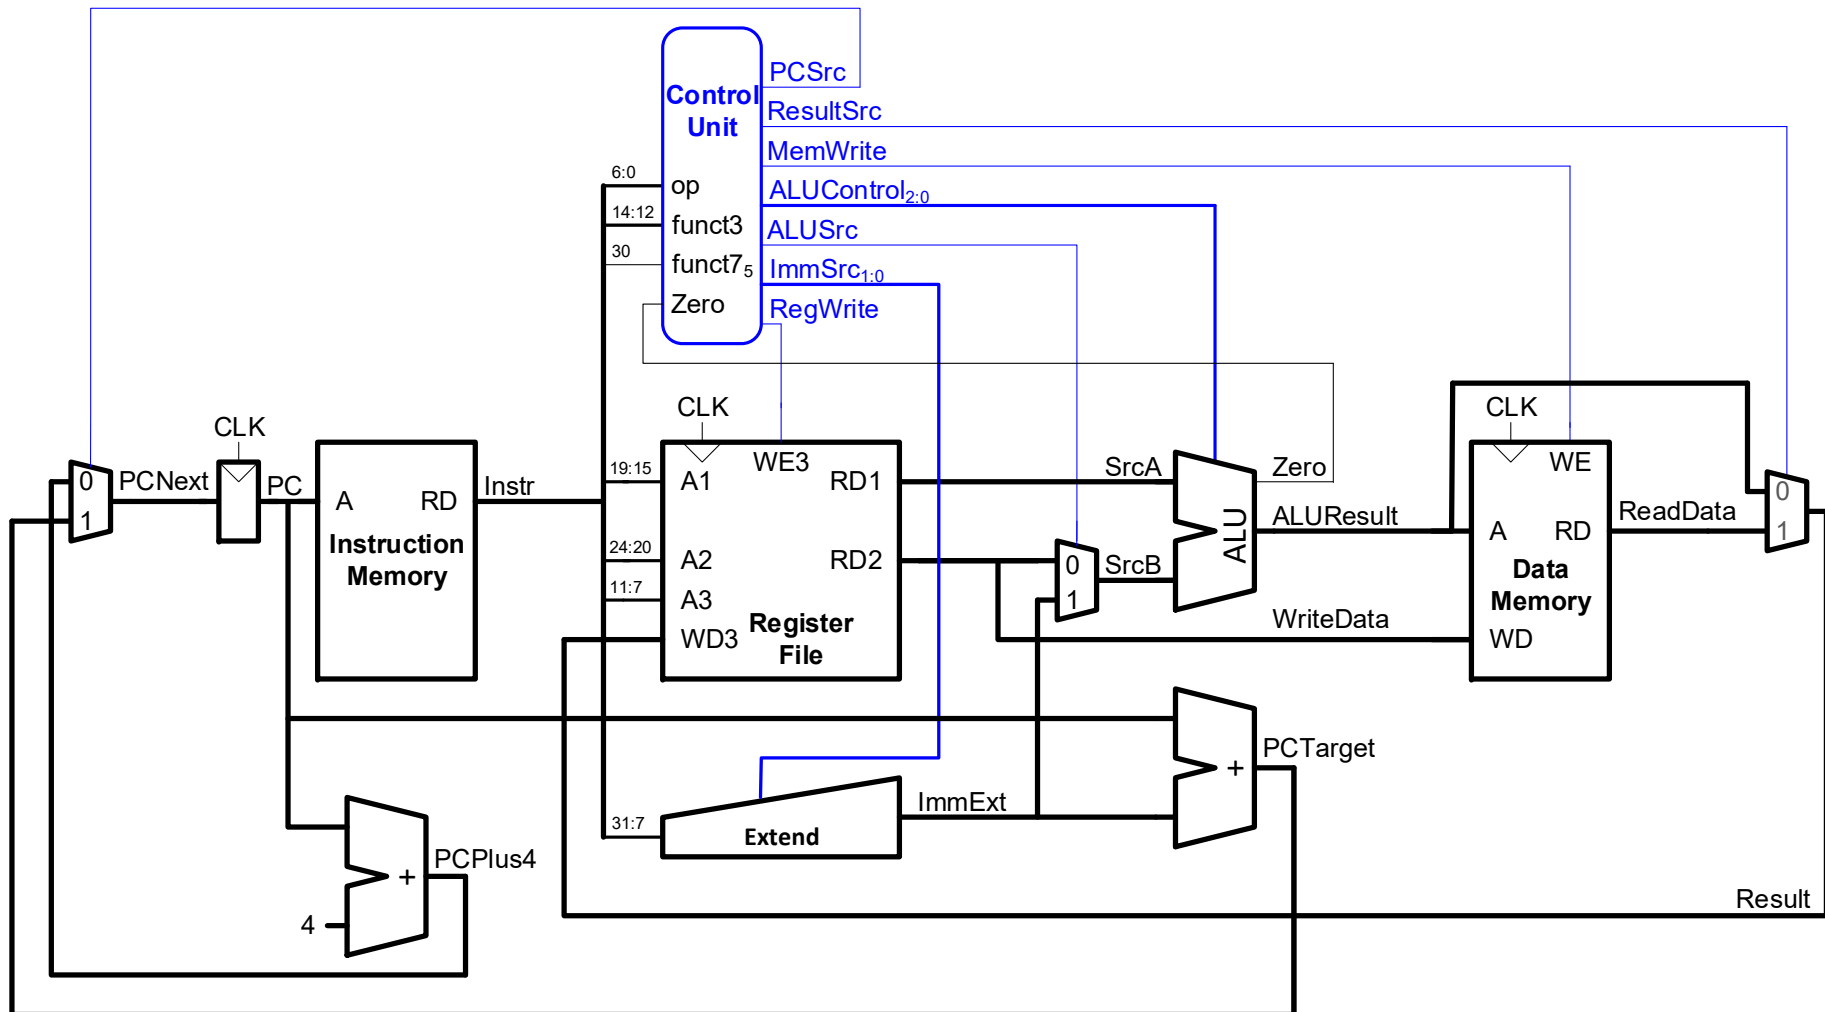 PCSrc
Control
Unit
ResultSrc
MemWrite
6:0
op
ALUControl2:0
14:12
funct3
ALUSrc
30
funct75
ImmSrc1:0
Zero
RegWrite
CLK
CLK
CLK
PCNext
PC
0
1
A
RD
Instr
Instruction
Memory
19:15
A1
WE3
RD1
24:20
A2
RD2
11:7
A3
WD3
Register
File
SrcA
0
1
SrcB
ALU
Zero
ALUResult
WriteData
WE
A
RD
Data
Memory
WD
ReadData
0
1
PCTarget
+
31:7
Extend
ImmExt
PCPlus4
+
4
Result